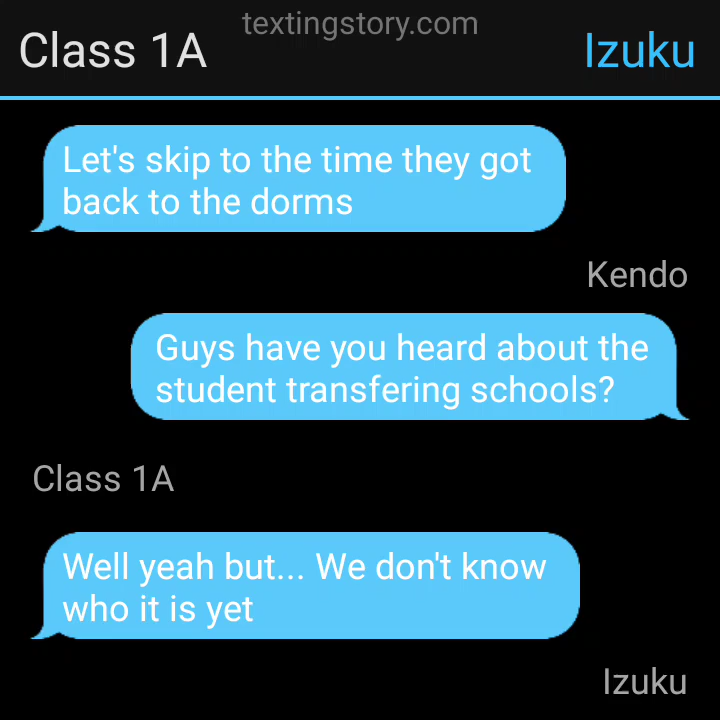 textingstory.com
Class 1A
Izuku
Let's skip to the time they got
back to the dorms
Kendo
Guys have you heard about the
student transfering schools?
Class 1A
Well yeah but... We don't know
who it is yet
Izuku